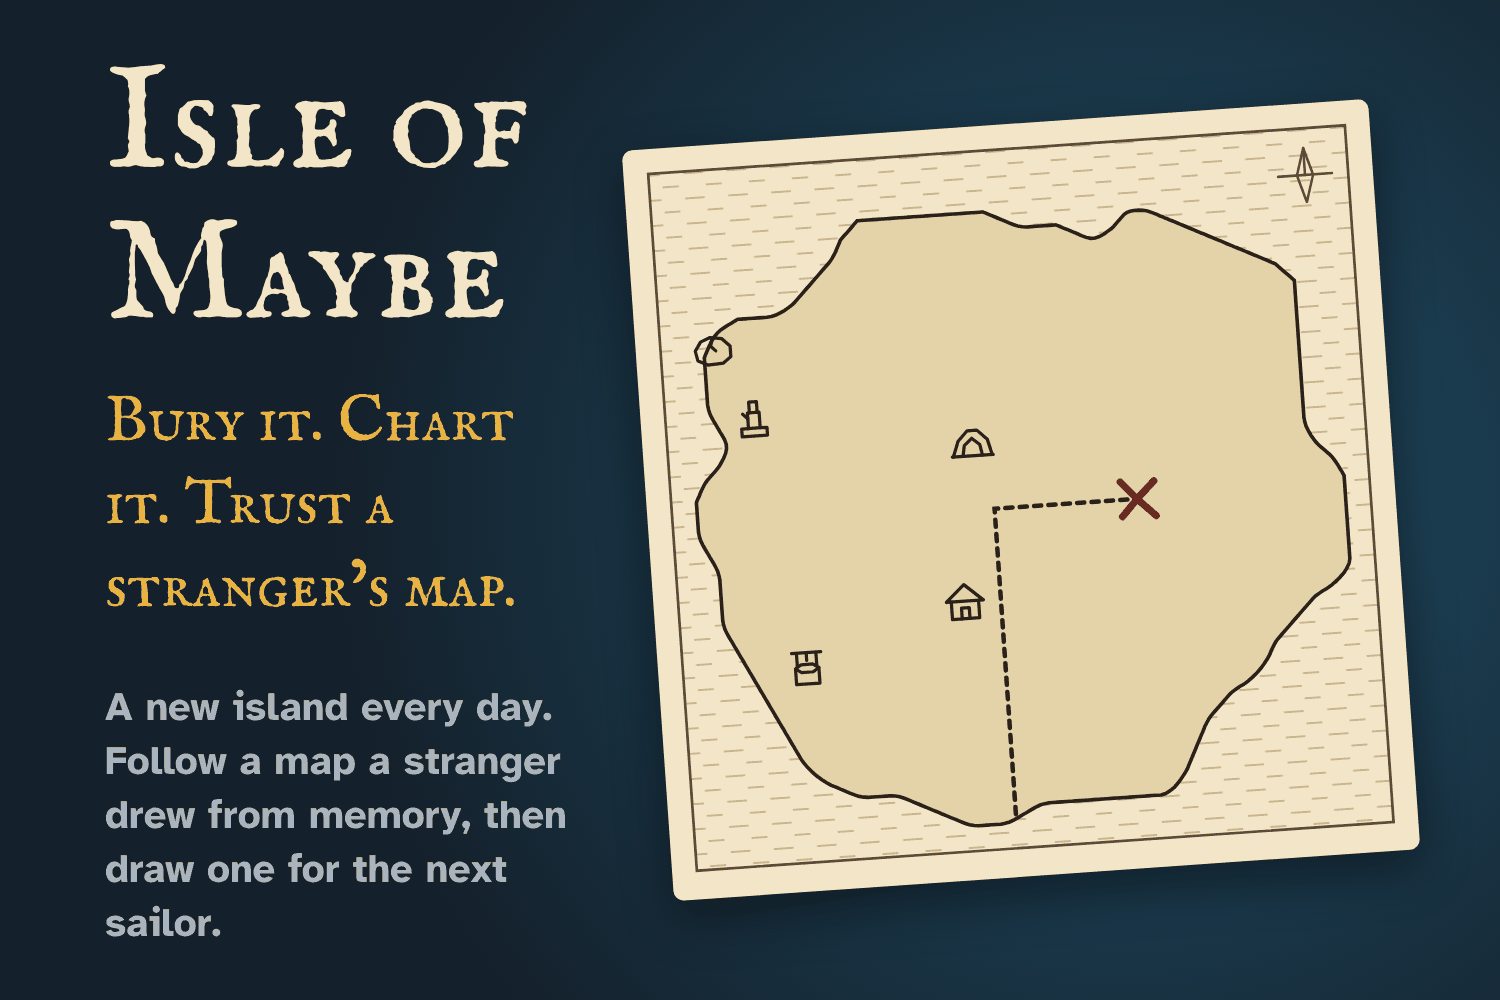 Isle of
Maybe
Bury it. Chart
it. Trust a
stranger's map.
A new island every day.
Follow a map a stranger
drew from memory, then
draw one for the next
sailor.